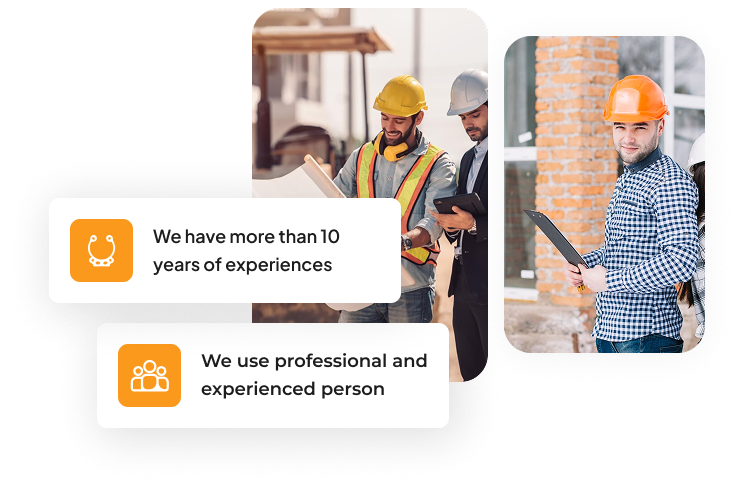 We have more than 10
years of experiences
We use professional and
experienced person